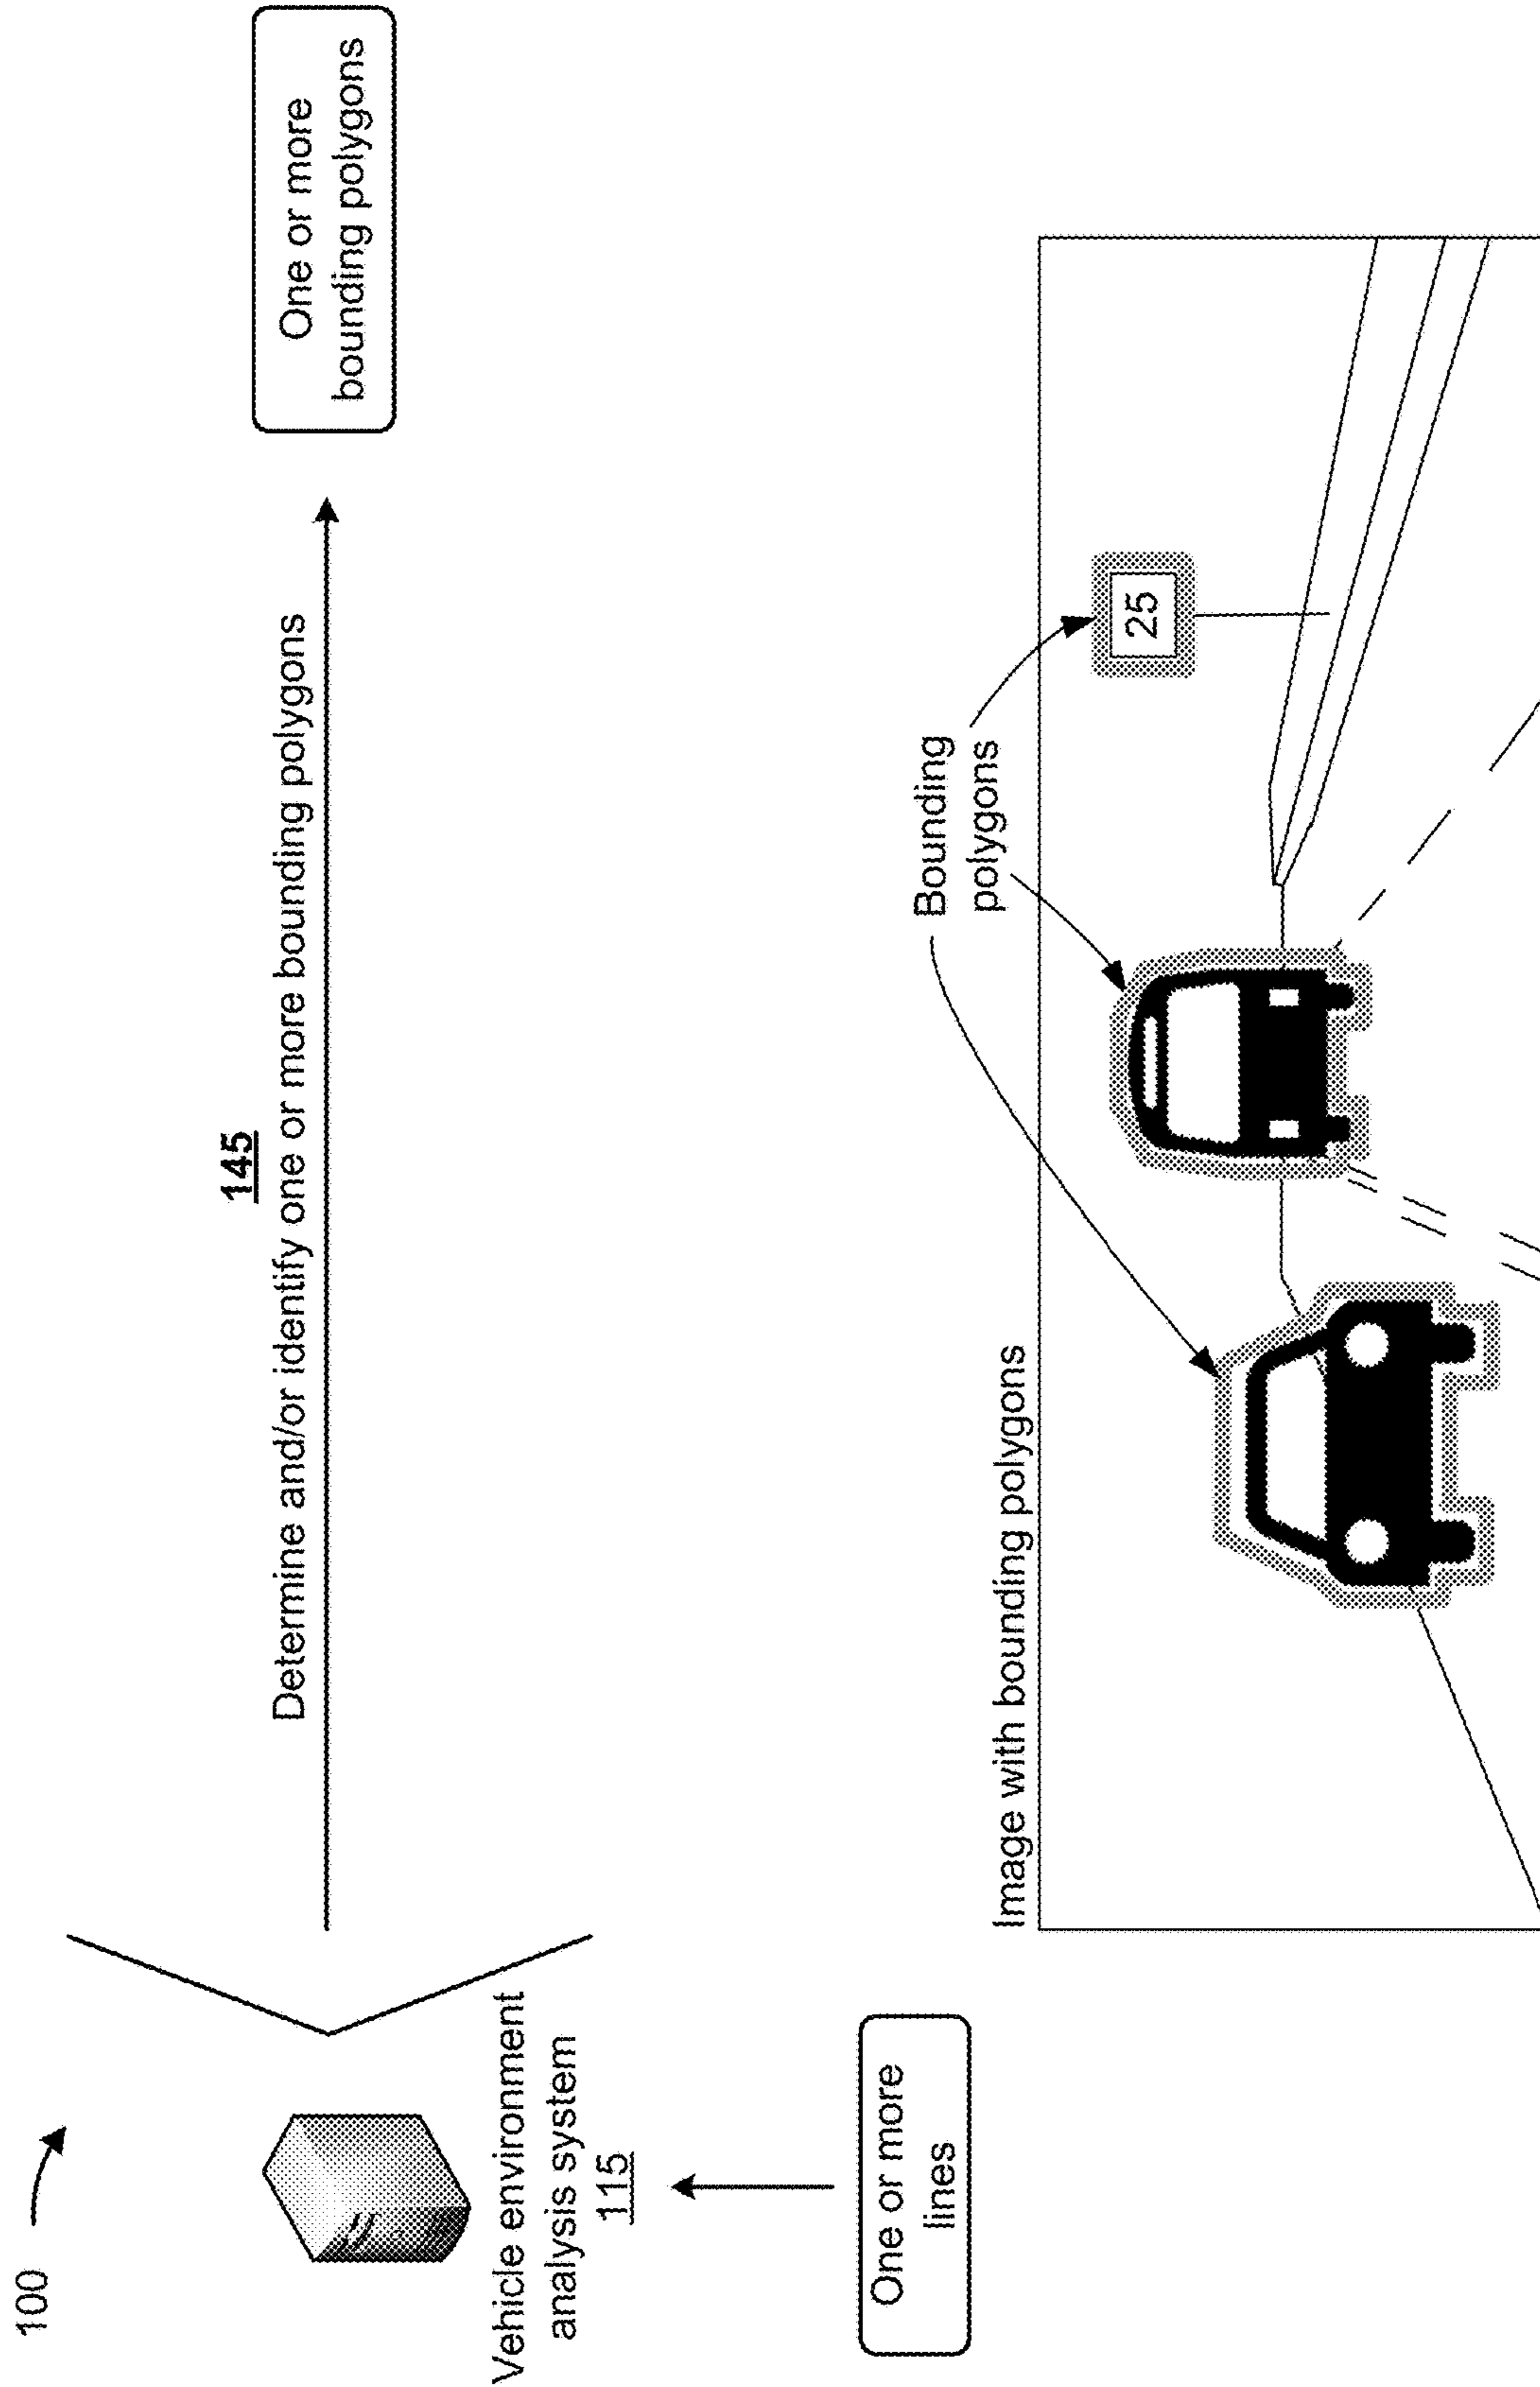 100
145
Determine and/or identify one or more bounding polygons
One or more
bounding polygons
Vehicle environment
analysis system
115
One or more
lines
Image with bounding polygons
Bounding
polygons
25